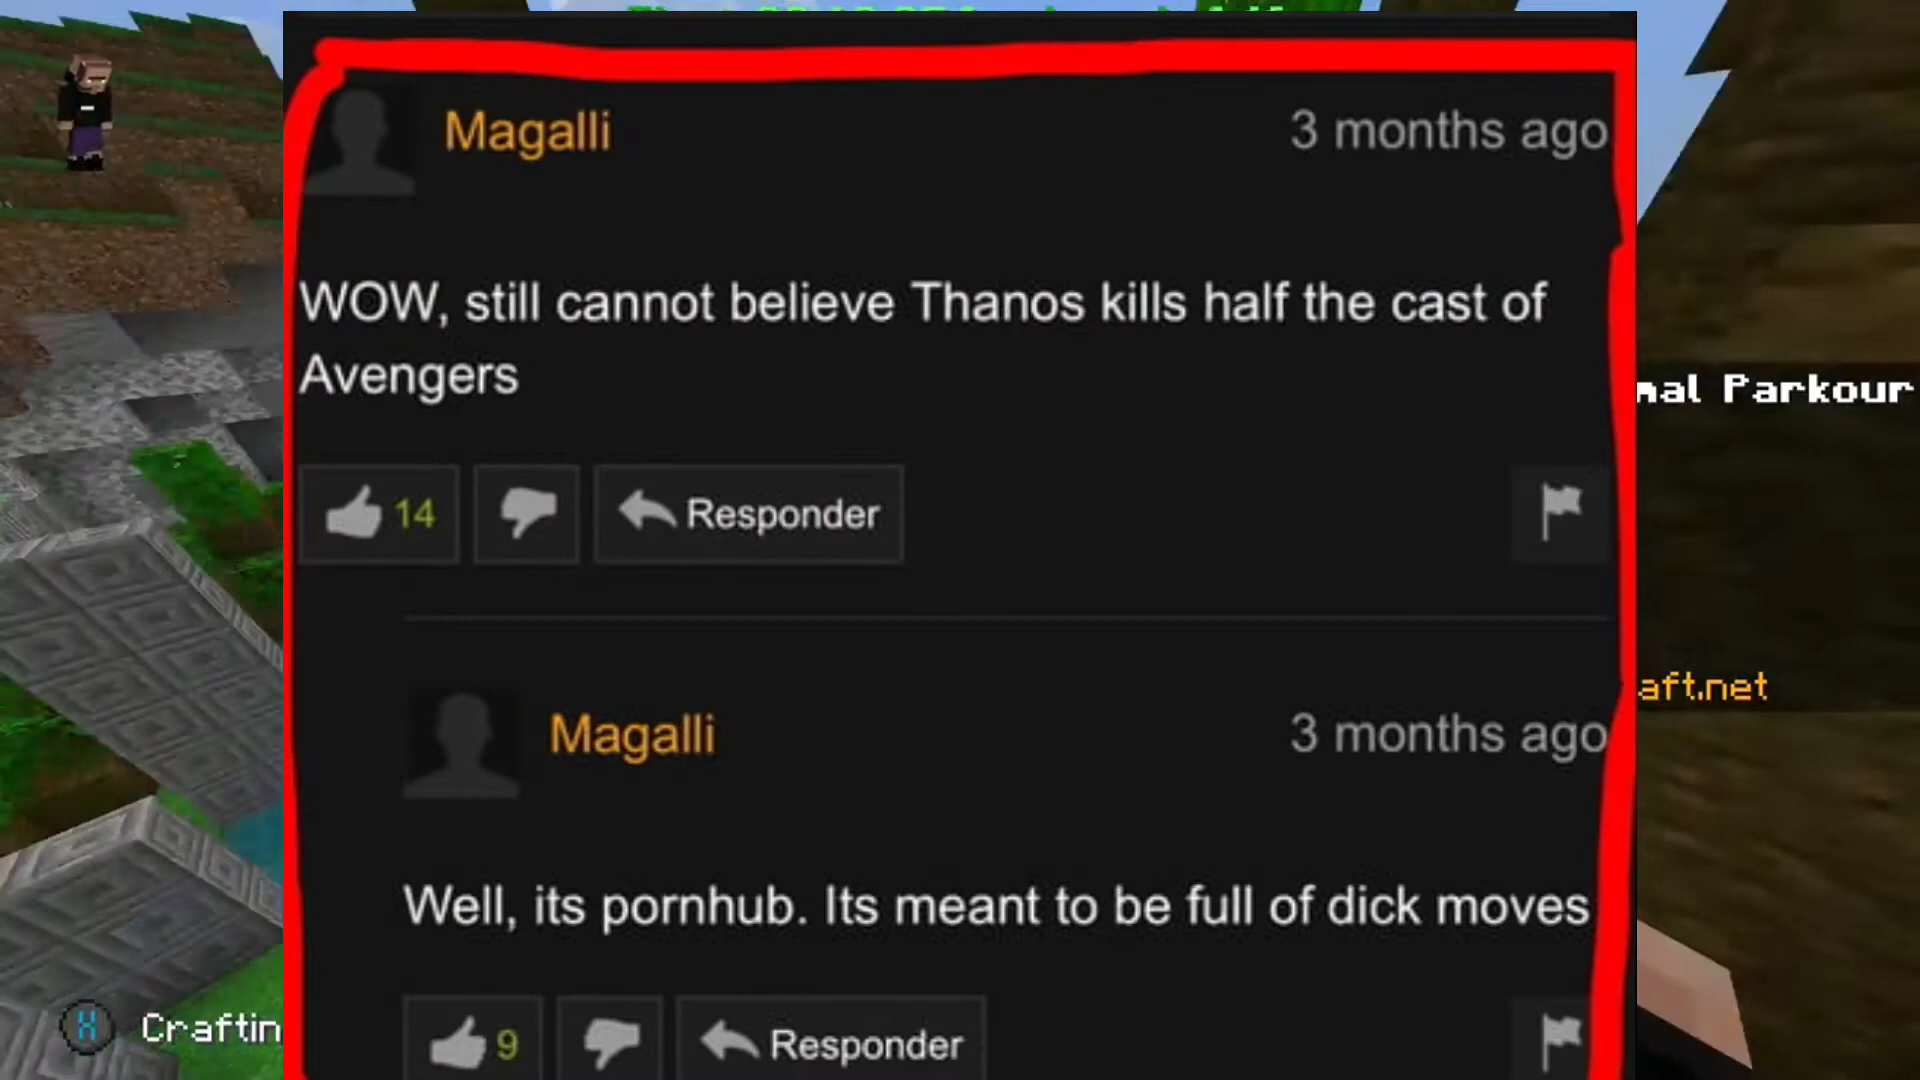 Magalli
3 months ago
WOW, still cannot believe Thanos kills half the cast of
Avengers
14
Responder
Magalli
3 months ago
Well, its pornhub. Its meant to be full of dick moves
9
Responder
Parkour
aft.net
Craftin